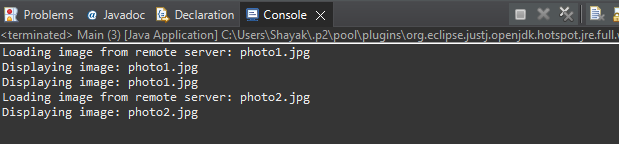 Problems Javadoc Declaration Console
<terminated> Main (3) [Java Application] C:\Users\Shayak\.p2\pool\plugins\org.eclipse.justj.openjdk.hotspot.jre.full.
Loading image from remote server: photo1.jpg
Displaying image: photo1.jpg
Displaying image: photo1.jpg
Loading image from remote server: photo2.jpg
Displaying image: photo2.jpg